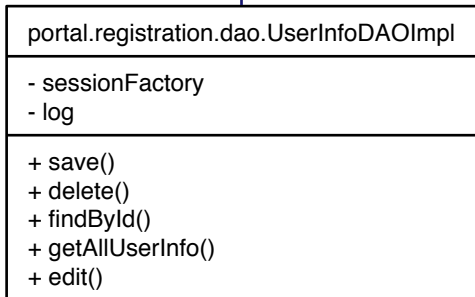 portal.registration.dao.UserInfoDAOImpl
- sessionFactory
- log
+ save()
+ delete()
+ findById()
+ getAllUserInfo()
+ edit()